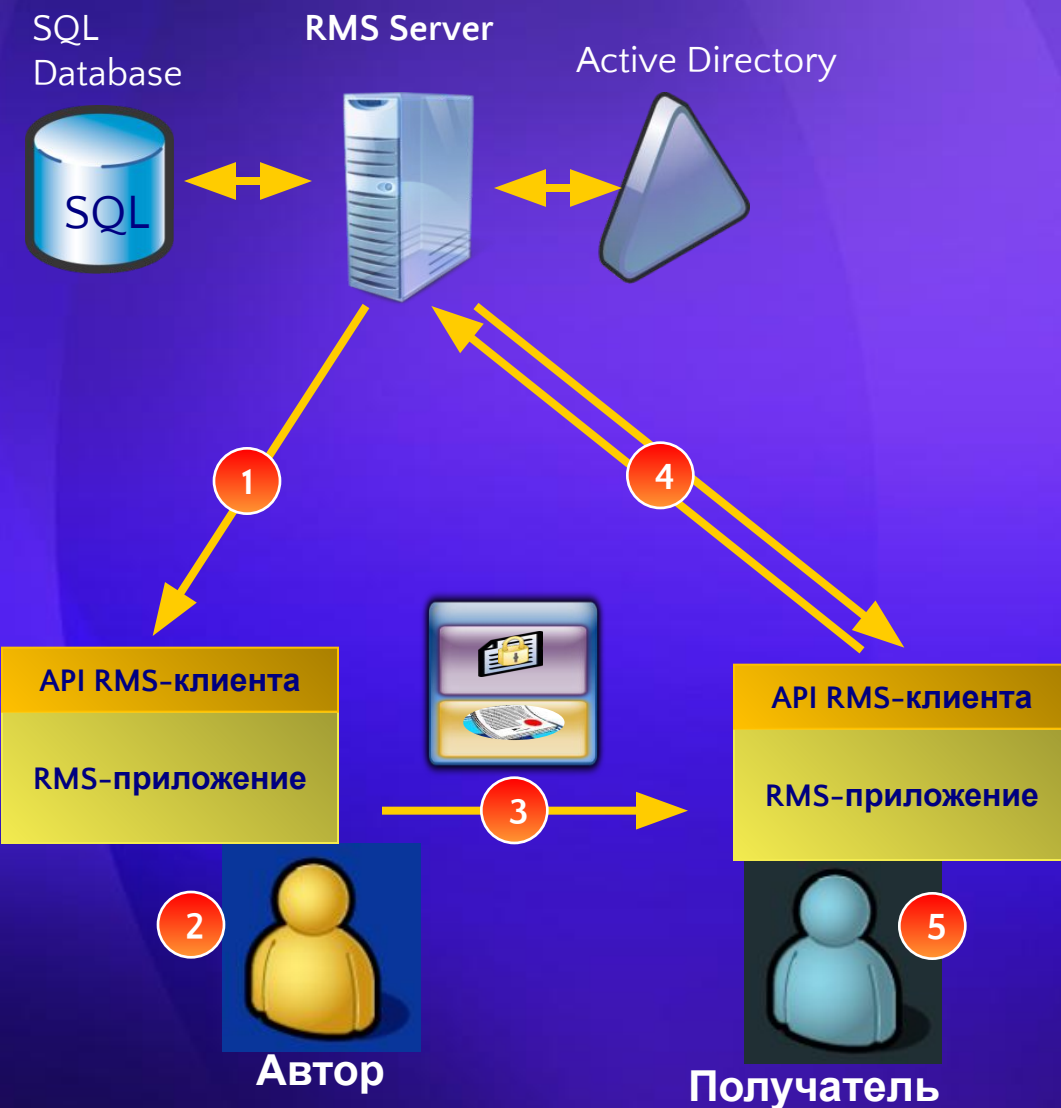 SQL
Database
RMS Server
Active Directory
SQL
1
4
API RMS-клиента
RMS-приложение
3
API RMS-клиента
RMS-приложение
2
5
Автор
Получатель